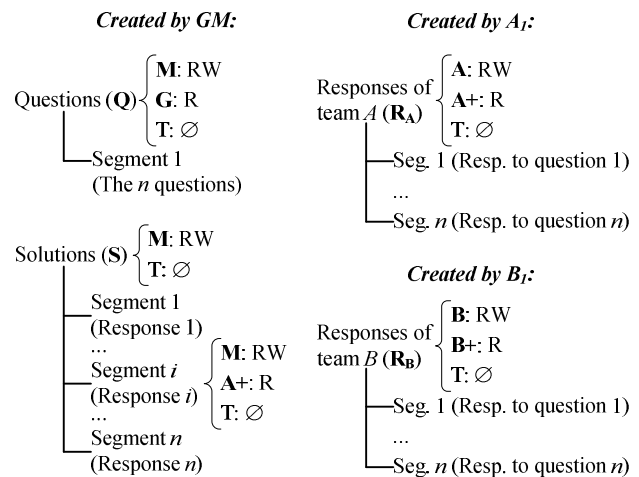 Created by GM:
Questions (Q)
M: RW
G: R
T: ∅
Segment 1
(The n questions)
Solutions (S)
M: RW
T: ∅
Segment 1
(Response 1)
...
Segment i
(Response i)
M: RW
A+: R
T: ∅
...
Segment n
(Response n)
Created by A₁:
Responses of
team A (R_A)
A: RW
A+: R
T: ∅
Seg. 1 (Resp. to question 1)
...
Seg. n (Resp. to question n)
Created by B₁:
Responses of
team B (R_B)
B: RW
B+: R
T: ∅
Seg. 1 (Resp. to question 1)
...
Seg. n (Resp. to question n)